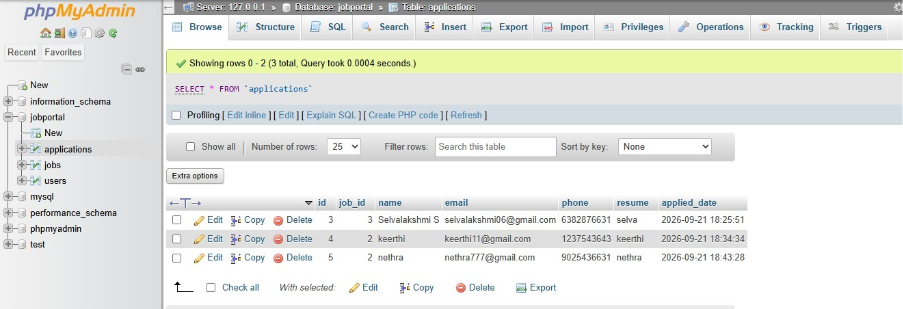 phpMyAdmin
Recent Favorites
New
information_schema
jobportal
New
applications
jobs
users
mysql
performance_schema
phpmyadmin
test
Server: 127.0.0.1 » Database: jobportal » Table: applications
Browse Structure SQL Search Insert Export Import Privileges Operations Tracking Triggers
Showing rows 0 - 2 (3 total, Query took 0.0004 seconds.)
SELECT * FROM `applications`
Profiling [ Edit inline ] [ Edit ] [ Explain SQL ] [ Create PHP code ] [ Refresh ]
Show all Number of rows: 25 Filter rows: Search this table Sort by key: None
Extra options
←T→ id job_id name email phone resume applied_date
Edit Copy Delete 3 3 Selvalakshmi S selvalakshmi06@gmail.com 6382876631 selva 2026-09-21 18:25:51
Edit Copy Delete 4 2 keerthi keerthi11@gmail.com 1237543643 keerthi 2026-09-21 18:34:34
Edit Copy Delete 5 2 nethra nethra777@gmail.com 9025436631 nethra 2026-09-21 18:43:28
Check all With selected: Edit Copy Delete Export